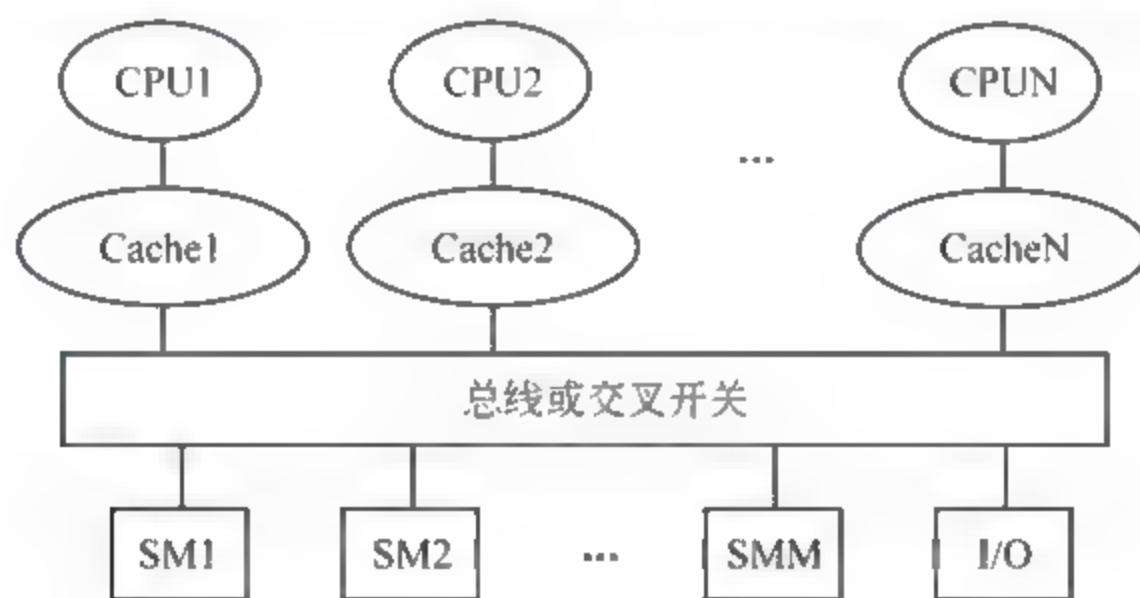 CPU1 CPU2 CPUN
...
Cache1 Cache2 CacheN
总线或交叉开关
SM1 SM2 ... SMM I/O